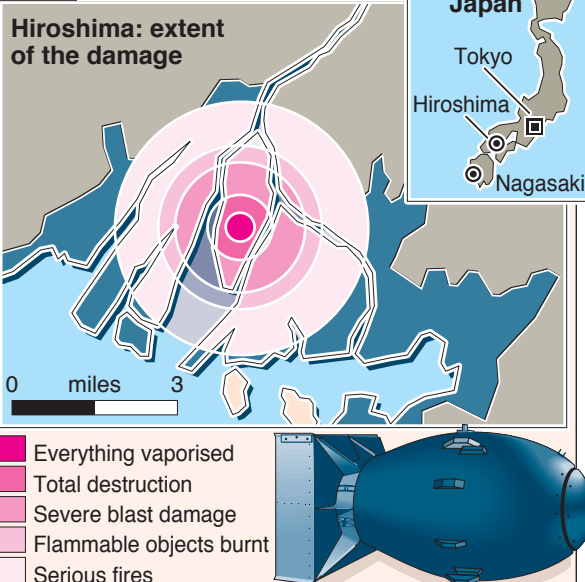 Hiroshima: extent
of the damage
Japan
Tokyo
Hiroshima
Nagasaki
0 miles 3
Everything vaporised
Total destruction
Severe blast damage
Flammable objects burnt
Serious fires